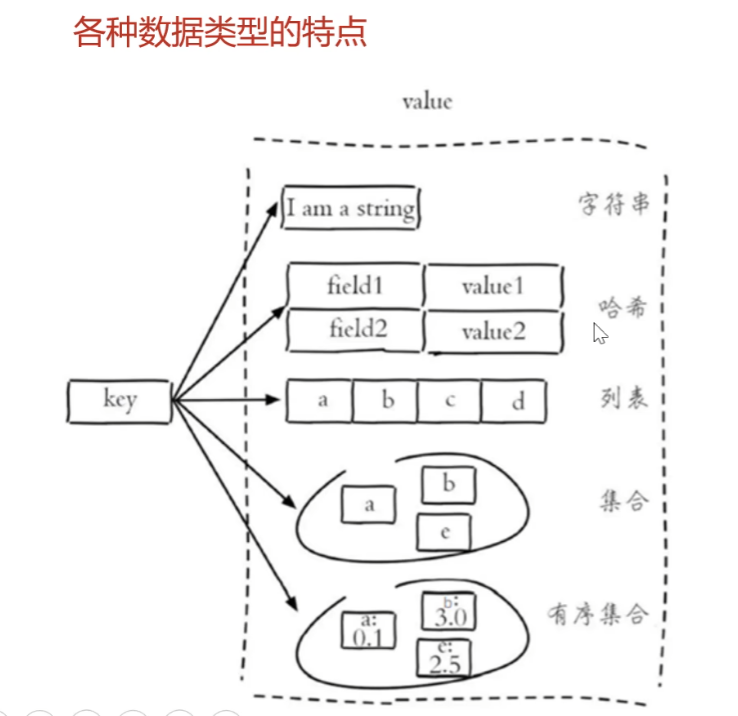 各种数据类型的特点
value
I am a string
字符串
field1
value1
field2
value2
哈希
key
a
b
c
d
列表
a
b
e
集合
a:
0.1
b:
3.0
e:
2.5
有序集合